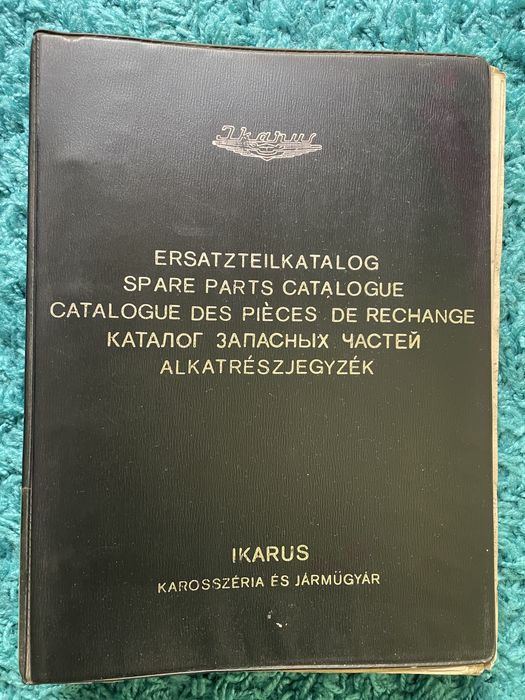 Ikarus
ERSATZTEILKATALOG
SPARE PARTS CATALOGUE
CATALOGUE DES PIÈCES DE RECHANGE
КАТАЛОГ ЗАПАСНЫХ ЧАСТЕЙ
ALKATRÉSZJEGYZÉK
IKARUS
KAROSSZÉRIA ÉS JÁRMŰGYÁR